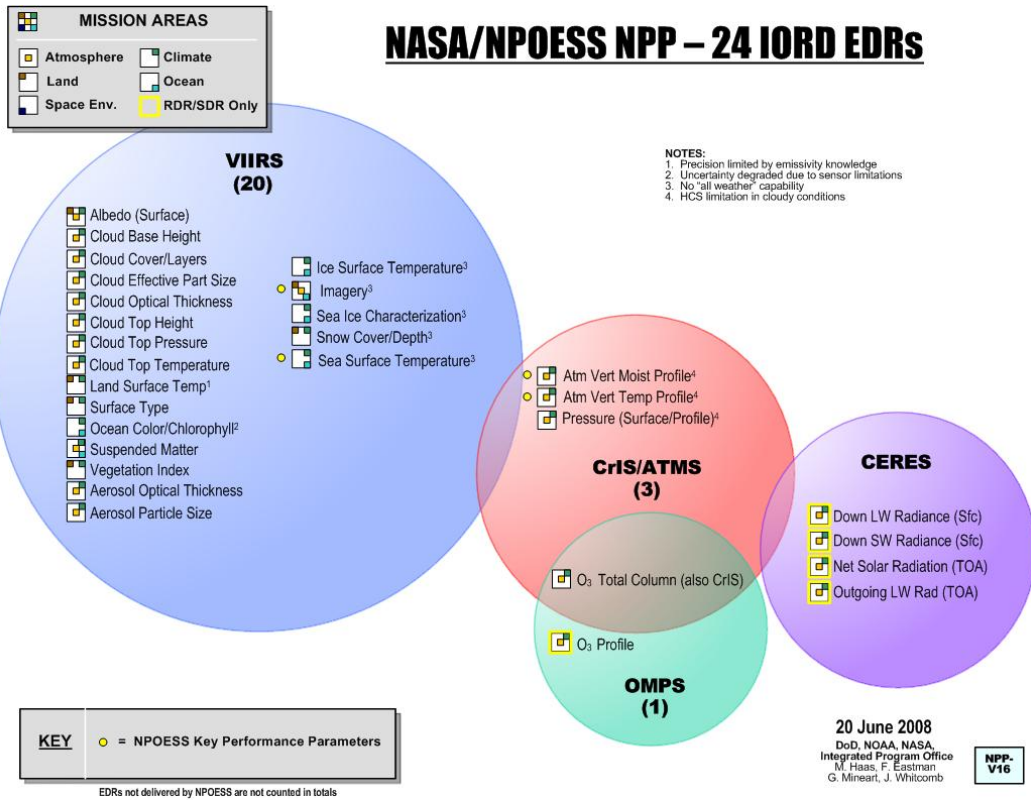 MISSION AREAS
Atmosphere
Climate
Land
Ocean
Space Env.
RDR/SDR Only
NASA/NPOESS NPP – 24 IORD EDRs
NOTES:
1. Precision limited by emissivity knowledge
2. Uncertainty degraded due to sensor limitations
3. No "all weather" capability
4. HCS limitation in cloudy conditions
VIIRS
(20)
Albedo (Surface)
Cloud Base Height
Cloud Cover/Layers
Cloud Effective Part Size
Cloud Optical Thickness
Cloud Top Height
Cloud Top Pressure
Cloud Top Temperature
Land Surface Temp¹
Surface Type
Ocean Color/Chlorophyll²
Suspended Matter
Vegetation Index
Aerosol Optical Thickness
Aerosol Particle Size
Ice Surface Temperature³
Imagery³
Sea Ice Characterization³
Snow Cover/Depth³
Sea Surface Temperature³
Atm Vert Moist Profile⁴
Atm Vert Temp Profile⁴
Pressure (Surface/Profile)⁴
CrIS/ATMS
(3)
O₃ Total Column (also CrIS)
O₃ Profile
OMPS
(1)
CERES
Down LW Radiance (Sfc)
Down SW Radiance (Sfc)
Net Solar Radiation (TOA)
Outgoing LW Rad (TOA)
KEY
= NPOESS Key Performance Parameters
EDRs not delivered by NPOESS are not counted in totals
20 June 2008
DoD, NOAA, NASA,
Integrated Program Office
M. Haas, F. Eastman
G. Mineart, J. Whitcomb
NPP-
V16